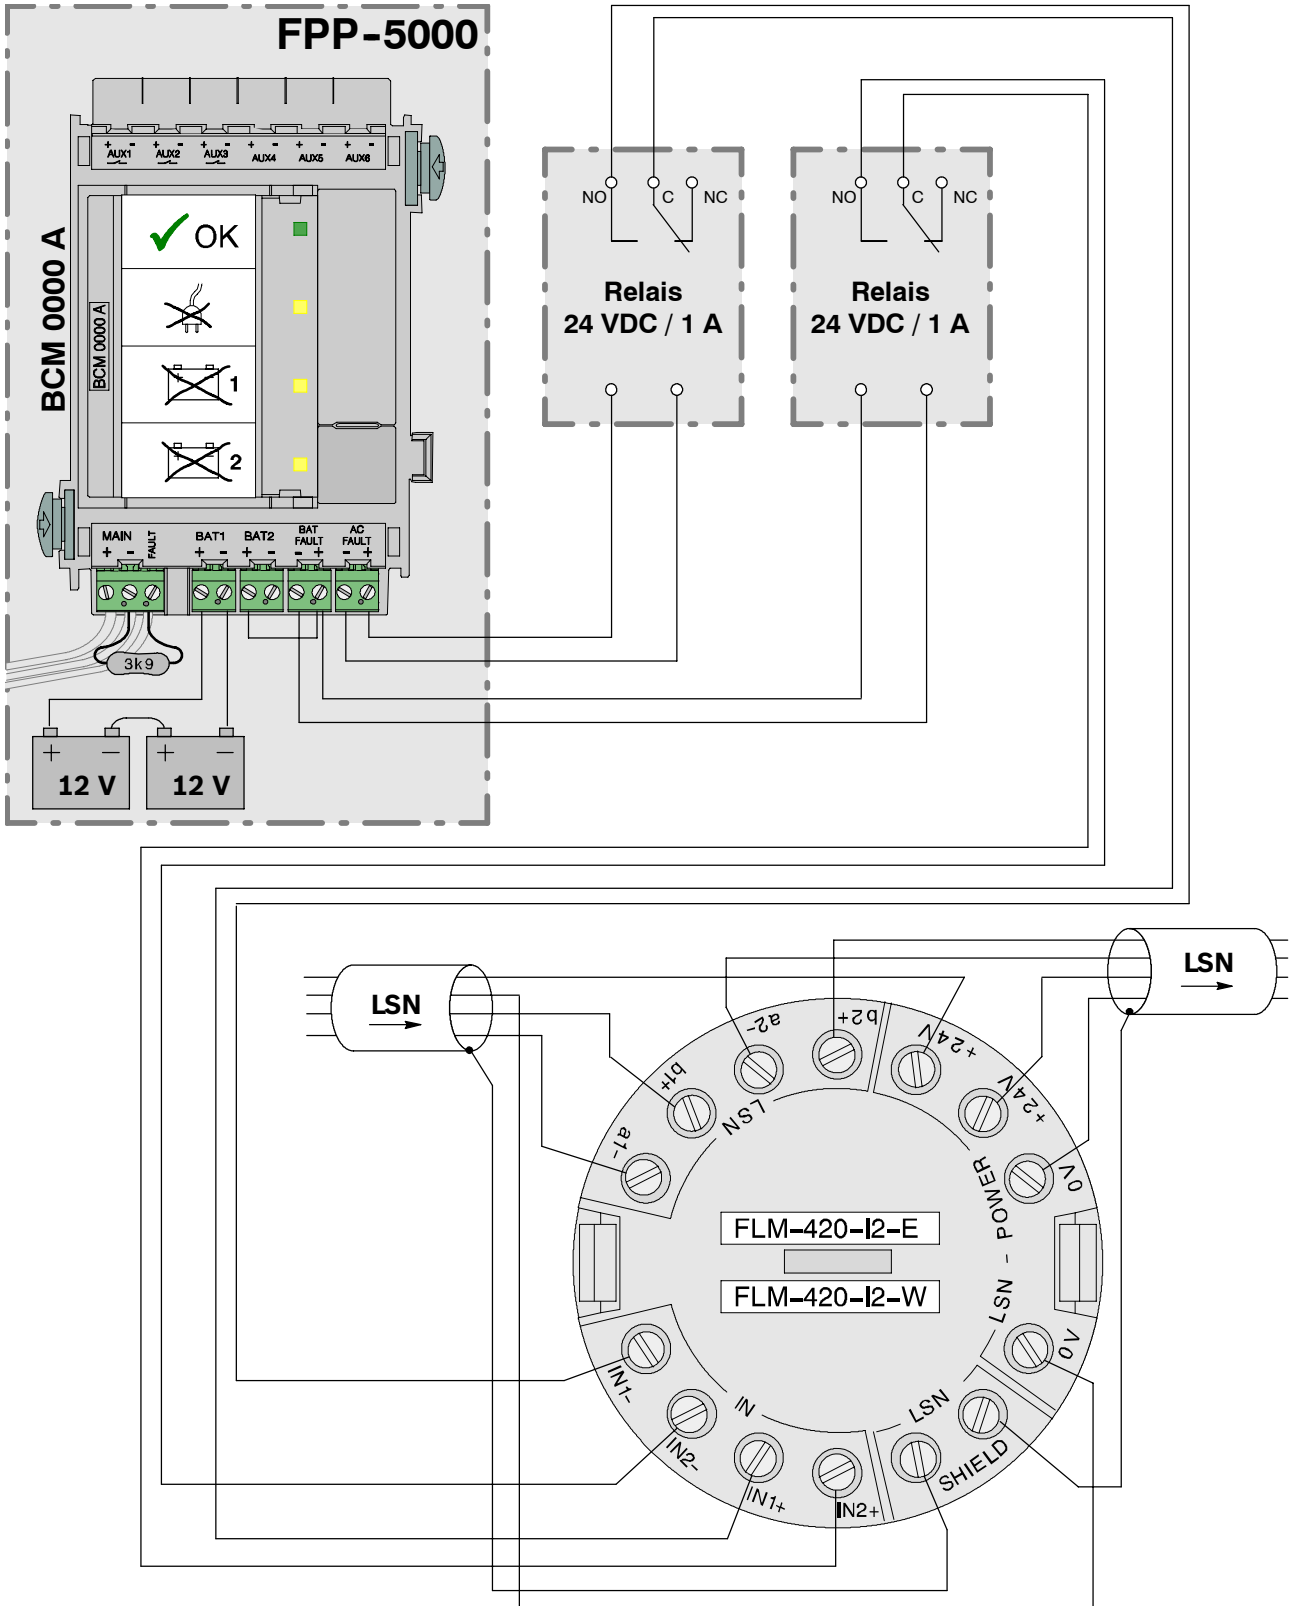 FPP-5000
+ - + - + - + - + - + -
AUX1 AUX2 AUX3 AUX4 AUX5 AUX6
BCM 0000 A
BCM 0000 A
OK
1
2
MAIN
+ -
FAULT
BAT1
+ -
BAT2
+ -
BAT
FAULT
- +
AC
FAULT
- +
3k9
+ -
12 V
+ -
12 V
NO C NC
Relais
24 VDC / 1 A
NO C NC
Relais
24 VDC / 1 A
LSN
LSN
a1-
b1+
a2-
b2+
LSN
+24V
+24V
0V
LSN - POWER
0V
FLM-420-I2-E
FLM-420-I2-W
IN1-
IN2-
IN1+
IN2+
IN
LSN
SHIELD